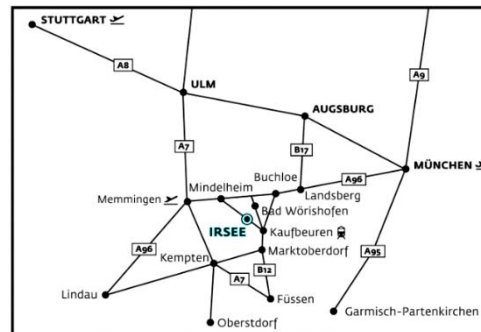 STUTTGART
A9
A8
ULM
AUGSBURG
A7
B17
MÜNCHEN
Buchloe
A96
Mindelheim
Landsberg
Memmingen
Bad Wörishofen
IRSEE
Kaufbeuren
A96
Marktoberdorf
A95
Kempten
B12
A7
Lindau
Füssen
Garmisch-Partenkirchen
Oberstdorf